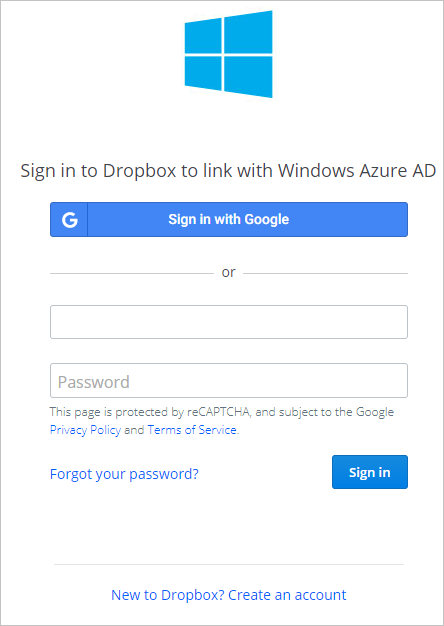 Sign in to Dropbox to link with Windows Azure AD
G
Sign in with Google
or
Password
This page is protected by reCAPTCHA, and subject to the Google
Privacy Policy and Terms of Service.
Forgot your password?
Sign in
New to Dropbox? Create an account